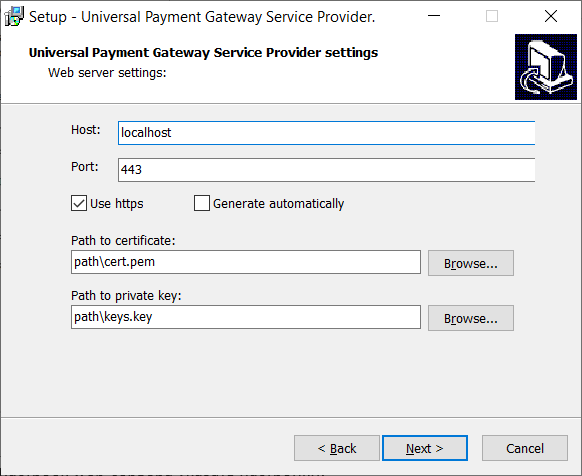 Setup - Universal Payment Gateway Service Provider.
Universal Payment Gateway Service Provider settings
Web server settings:
Host: localhost
Port: 443
Use https Generate automatically
Path to certificate:
path\cert.pem Browse...
Path to private key:
path\keys.key Browse...
< Back Next > Cancel